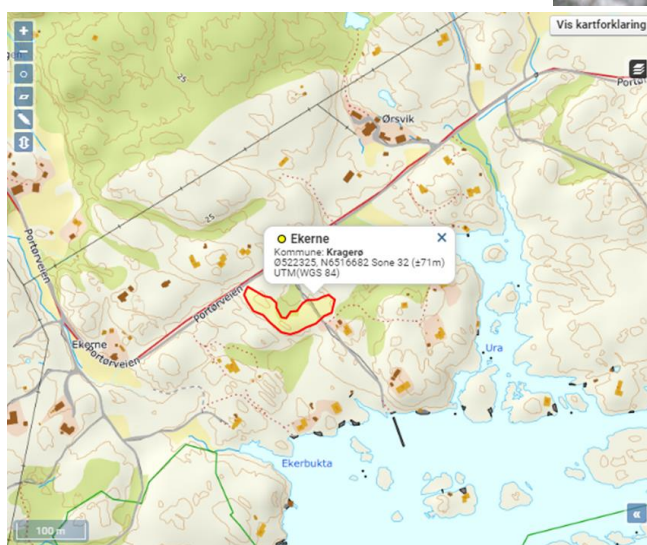 Vis kartforklaring
Portø
25
Ørsvik
Ekerne
Kommune: Kragerø
Ø522325, N6516682 Sone 32 (±71m)
UTM(WGS 84)
25
Portørveien
Portørveien
Ekerne
Portørveien
Ura
Ekerbukta
100 m